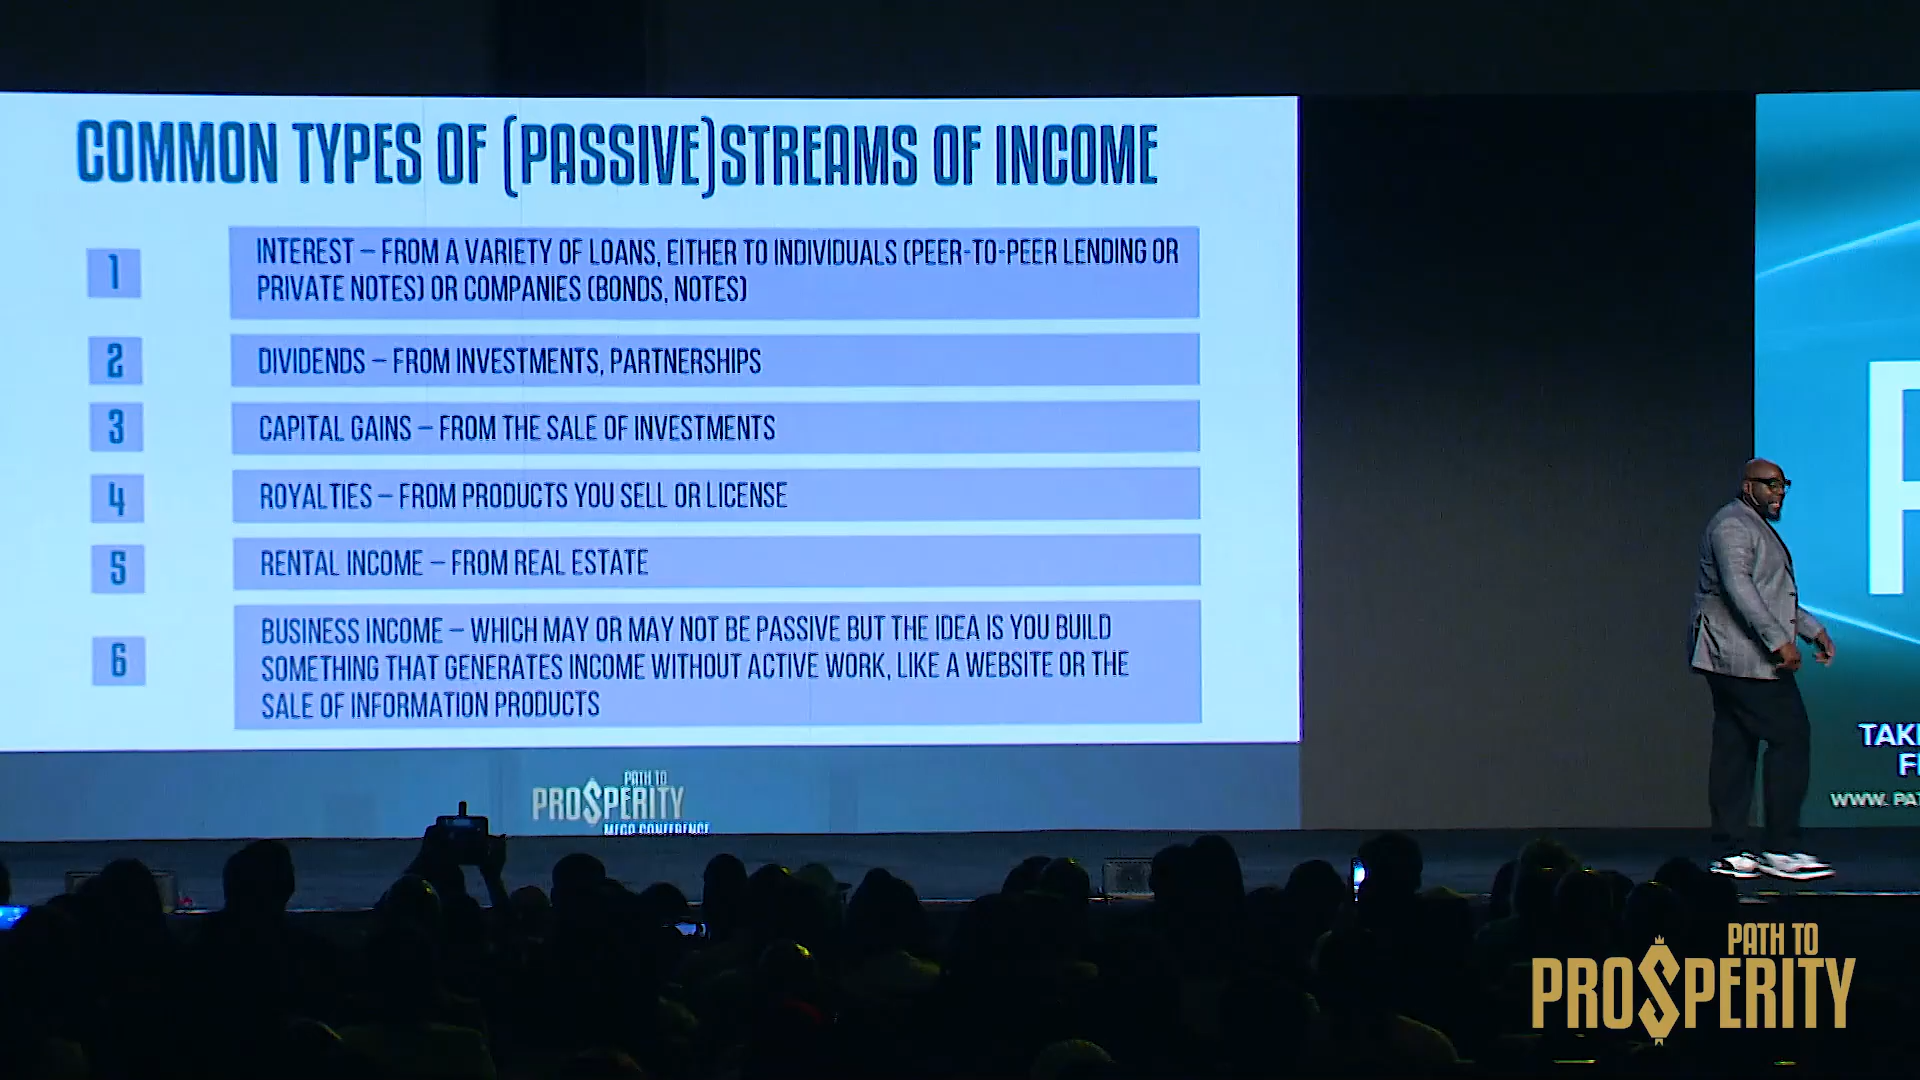 COMMON TYPES OF (PASSIVE)STREAMS OF INCOME
1
INTEREST – FROM A VARIETY OF LOANS, EITHER TO INDIVIDUALS (PEER-TO-PEER LENDING OR
PRIVATE NOTES) OR COMPANIES (BONDS, NOTES)
2
DIVIDENDS – FROM INVESTMENTS, PARTNERSHIPS
3
CAPITAL GAINS – FROM THE SALE OF INVESTMENTS
4
ROYALTIES – FROM PRODUCTS YOU SELL OR LICENSE
5
RENTAL INCOME – FROM REAL ESTATE
6
BUSINESS INCOME – WHICH MAY OR MAY NOT BE PASSIVE BUT THE IDEA IS YOU BUILD
SOMETHING THAT GENERATES INCOME WITHOUT ACTIVE WORK, LIKE A WEBSITE OR THE
SALE OF INFORMATION PRODUCTS
PATH TO
PRO$PERITY
MEGA CONFERENCE
WWW.
PATH TO
PRO$PERITY